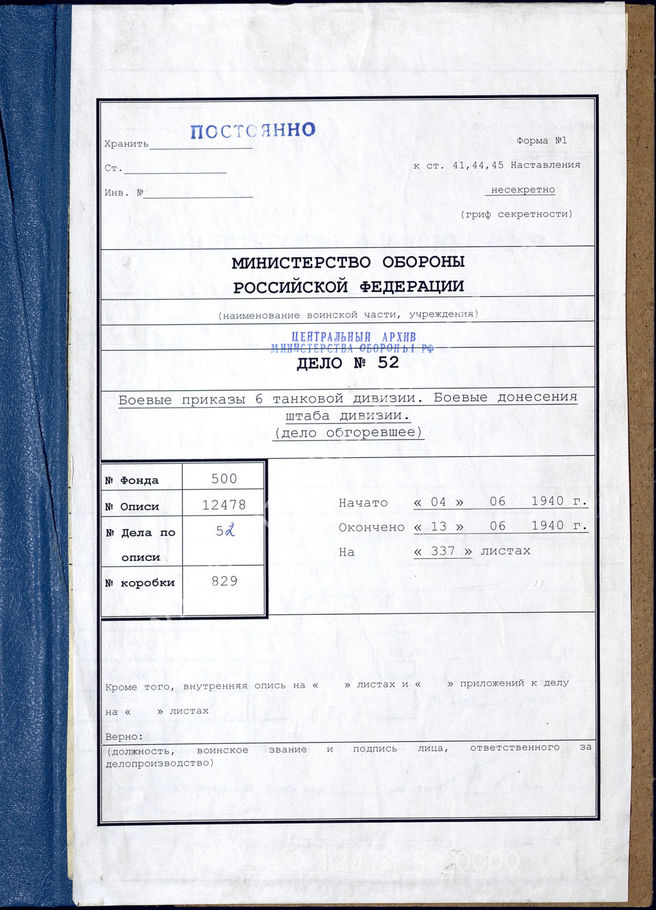 ПОСТОЯННО
Хранить
Форма №1
Ст.
к ст. 41,44,45 Наставления
Инв. №
несекретно
(гриф секретности)
МИНИСТЕРСТВО ОБОРОНЫ
РОССИЙСКОЙ ФЕДЕРАЦИИ
(наименование воинской части, учреждения)
ЦЕНТРАЛЬНЫЙ АРХИВ
МИНИСТЕРСТВА ОБОРОНЫ РФ
ДЕЛО № 52
Боевые приказы 6 танковой дивизии. Боевые донесения
штаба дивизии.
(дело обгоревшее)
№ Фонда 500
№ Описи 12478
№ Дела по 52
описи
№ коробки 829
Начато « 04 » 06 1940 г.
Окончено « 13 » 06 1940 г.
На « 337 » листах
Кроме того, внутренняя опись на « » листах и « » приложений к делу
на « » листах
Верно:
(должность, воинское звание и подпись лица, ответственного за
делопроизводство)